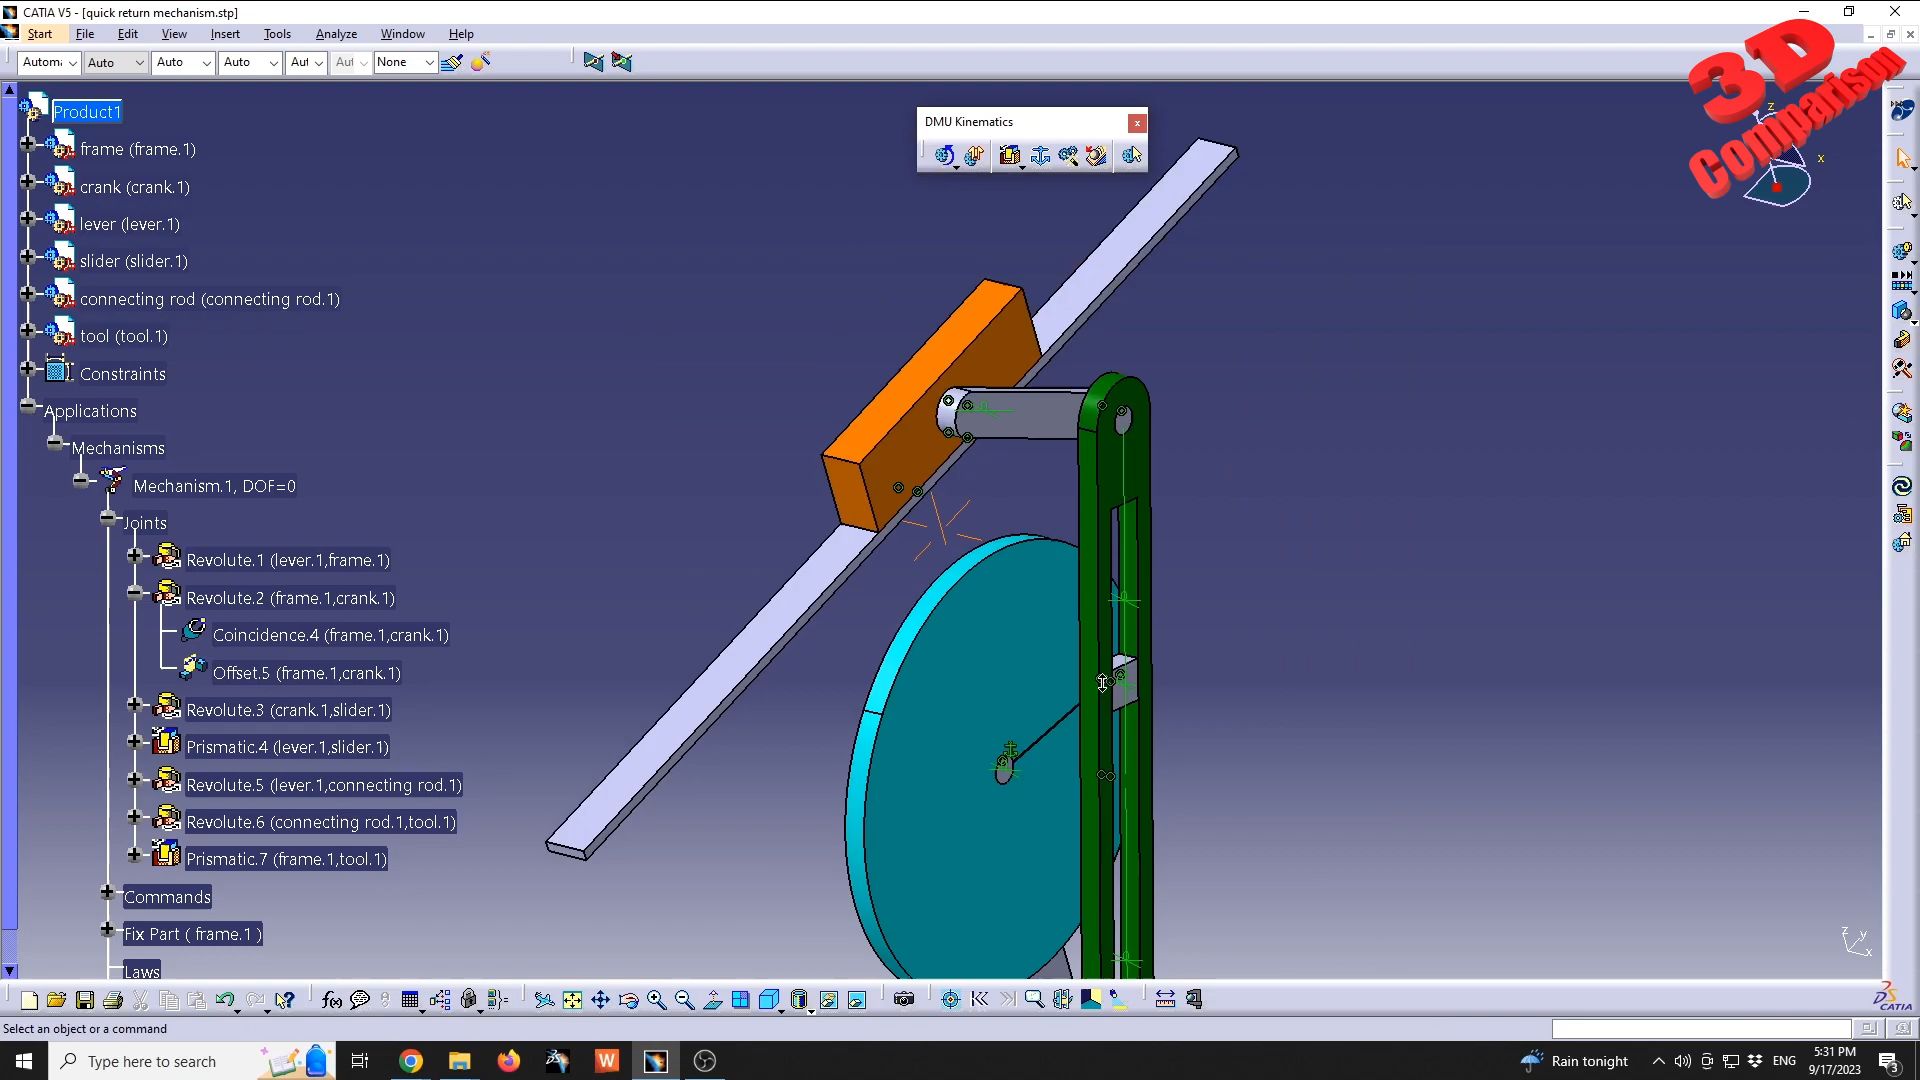 CATIA V5 - [quick return mechanism.stp]
Start File Edit View Insert Tools Analyze Window Help
Auto Auto Auto None
3D
Comparison
z
x
DMU Kinematics
Product1
frame (frame.1)
crank (crank.1)
lever (lever.1)
slider (slider.1)
connecting rod (connecting rod.1)
tool (tool.1)
Constraints
Applications
Mechanisms
Mechanism.1, DOF=0
Joints
Revolute.1 (lever.1,frame.1)
Revolute.2 (frame.1,crank.1)
Coincidence.4 (frame.1,crank.1)
Offset.5 (frame.1,crank.1)
Revolute.3 (crank.1,slider.1)
Prismatic.4 (lever.1,slider.1)
Revolute.5 (lever.1,connecting rod.1)
Revolute.6 (connecting rod.1,tool.1)
Prismatic.7 (frame.1,tool.1)
Commands
Fix Part ( frame.1 )
Laws
z y
x
f(x)
CATIA
Select an object or a command
Type here to search
W
Rain tonight
ENG
5:31 PM
9/17/2023
3